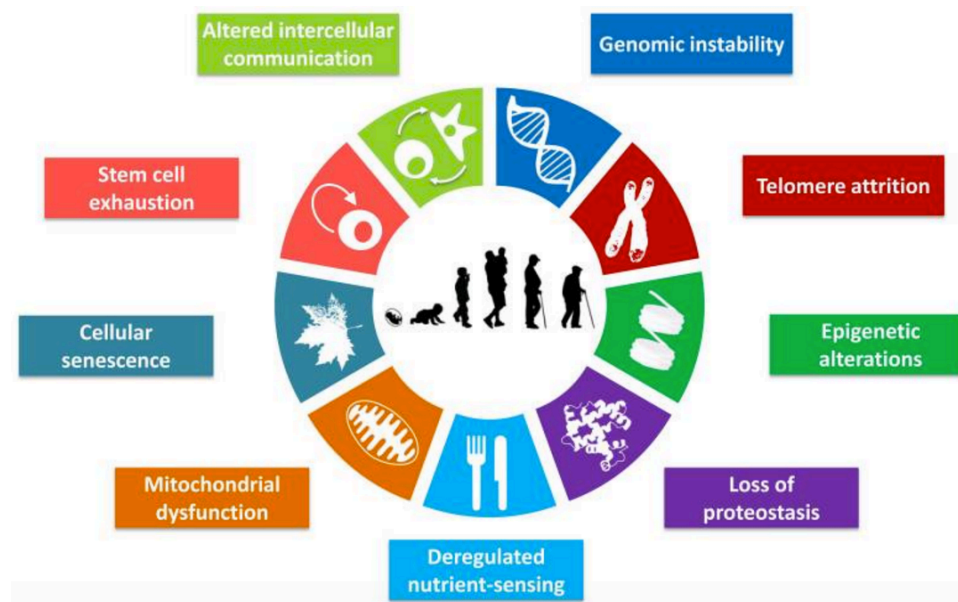 Altered intercellular
communication
Genomic instability
Stem cell
exhaustion
Telomere attrition
Cellular
senescence
Epigenetic
alterations
Mitochondrial
dysfunction
Loss of
proteostasis
Deregulated
nutrient-sensing